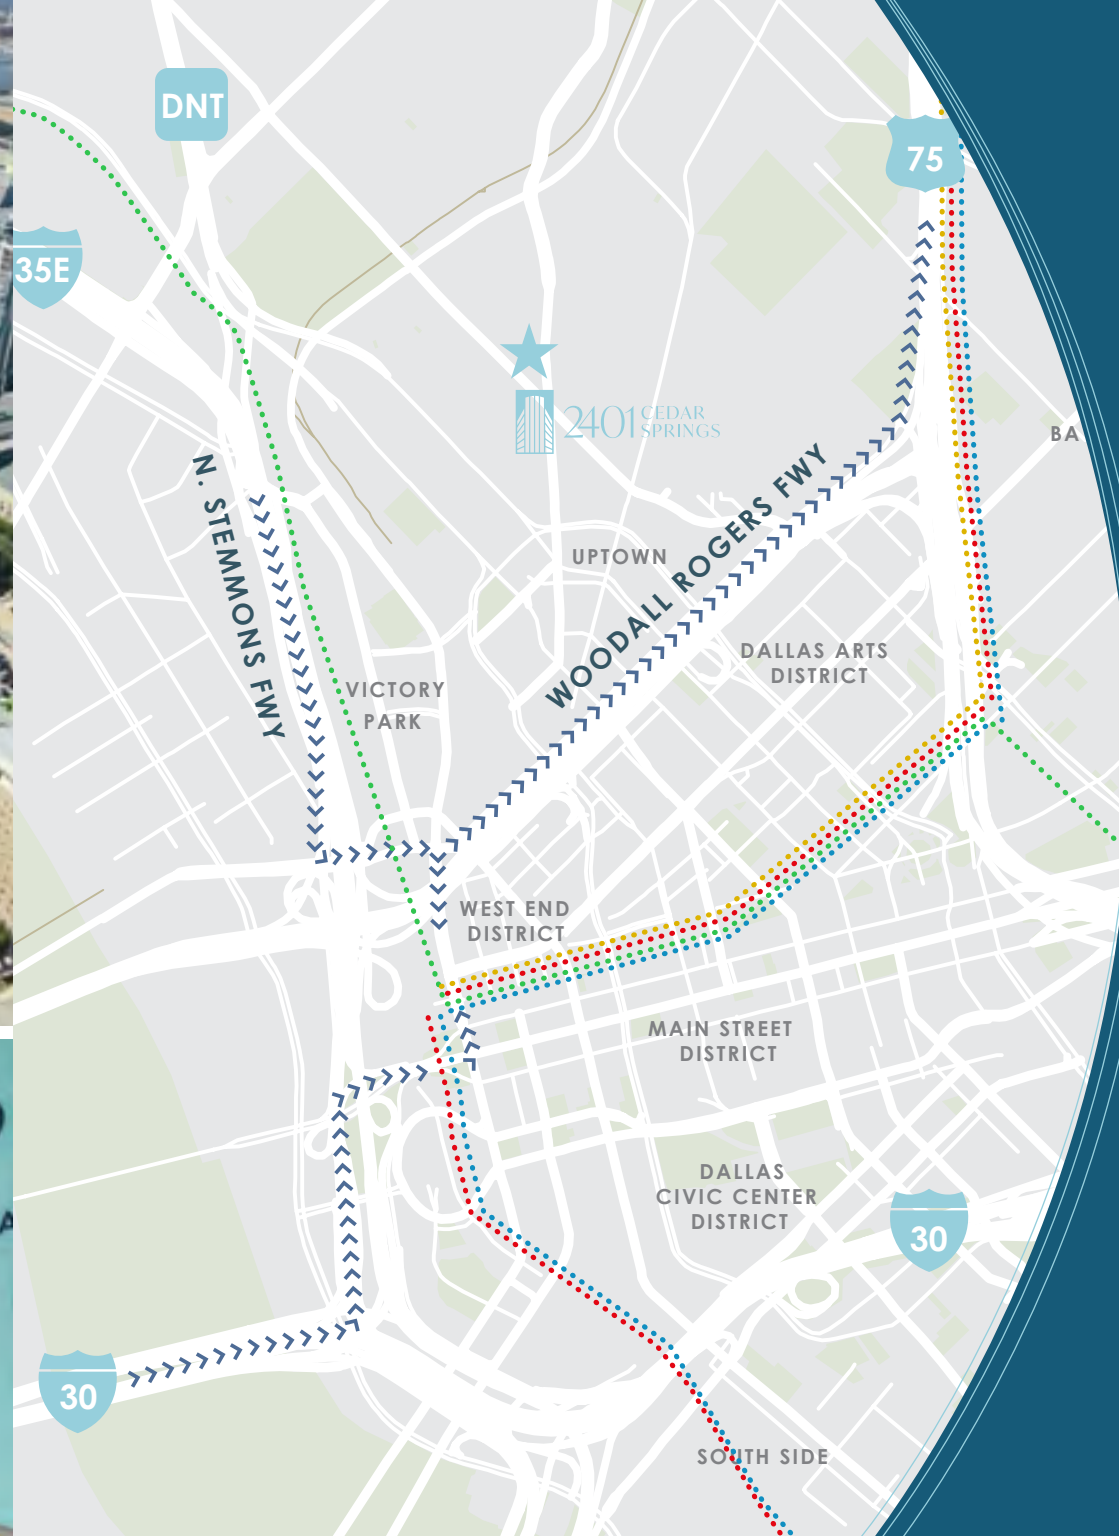 DNT
75
35E
2401 CEDAR
SPRINGS
BA
N. STEMMONS FWY
WOODALL ROGERS FWY
UPTOWN
DALLAS ARTS
DISTRICT
VICTORY
PARK
WEST END
DISTRICT
MAIN STREET
DISTRICT
DALLAS
CIVIC CENTER
DISTRICT
30
30
SOUTH SIDE